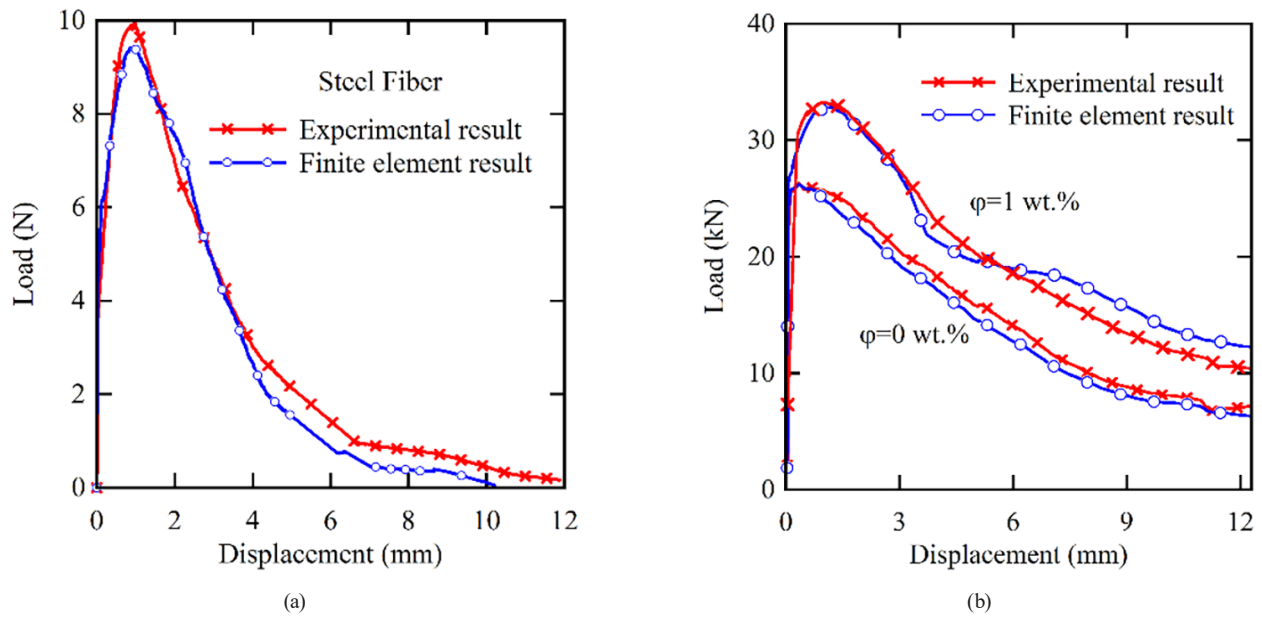 10
8
6
4
2
0
Load (N)
Steel Fiber
Experimental result
Finite element result
0 2 4 6 8 10 12
Displacement (mm)
(a)
40
30
20
10
0
Load (kN)
Experimental result
Finite element result
φ=1 wt.%
φ=0 wt.%
0 3 6 9 12
Displacement (mm)
(b)